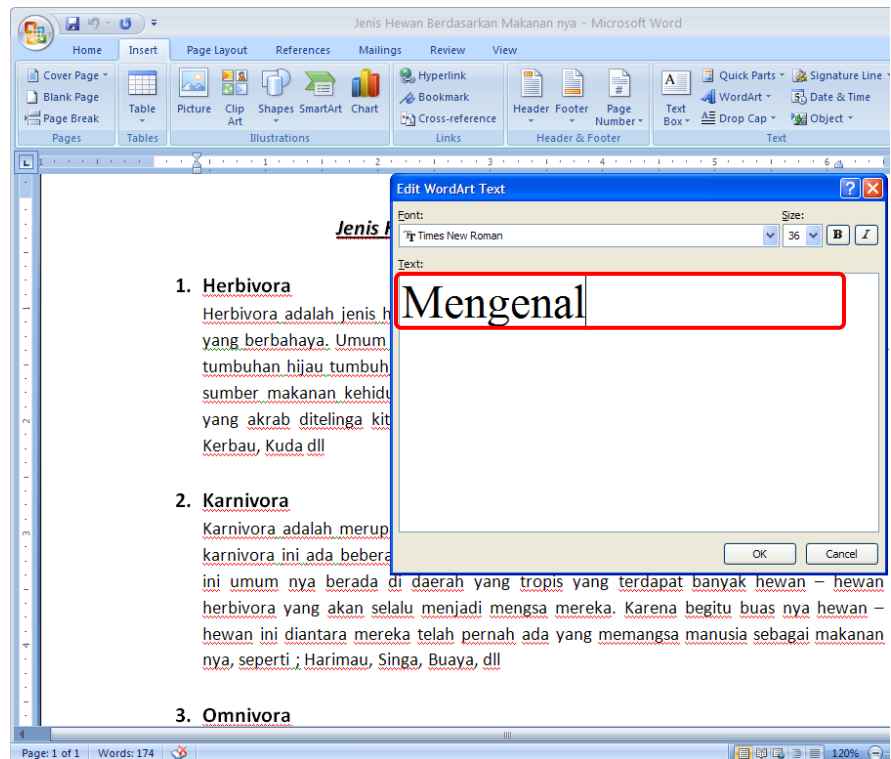 Jenis Hewan Berdasarkan Makanan nya - Microsoft Word
Home Insert Page Layout References Mailings Review View
Cover Page
Blank Page
Page Break
Pages
Table
Tables
Picture Clip Art Shapes SmartArt Chart
Illustrations
Hyperlink
Bookmark
Cross-reference
Links
Header Footer Page Number
Header & Footer
Text Box
Quick Parts
WordArt
Drop Cap
Signature Line
Date & Time
Object
Text
1 2 3 4 5 6
Edit WordArt Text
Font:
Times New Roman
Size:
36
B I
Text:
Mengenal
OK Cancel
Jenis
1. Herbivora
Herbivora adalah jenis h
yang berbahaya. Umum
tumbuhan hijau tumbuh
sumber makanan kehidu
yang akrab ditelinga kit
Kerbau, Kuda dll
2. Karnivora
Karnivora adalah merup
karnivora ini ada bebera
ini umum nya berada di daerah yang tropis yang terdapat banyak hewan – hewan
herbivora yang akan selalu menjadi mengsa mereka. Karena begitu buas nya hewan –
hewan ini diantara mereka telah pernah ada yang memangsa manusia sebagai makanan
nya, seperti ; Harimau, Singa, Buaya, dll
3. Omnivora
Page: 1 of 1 Words: 174 120%